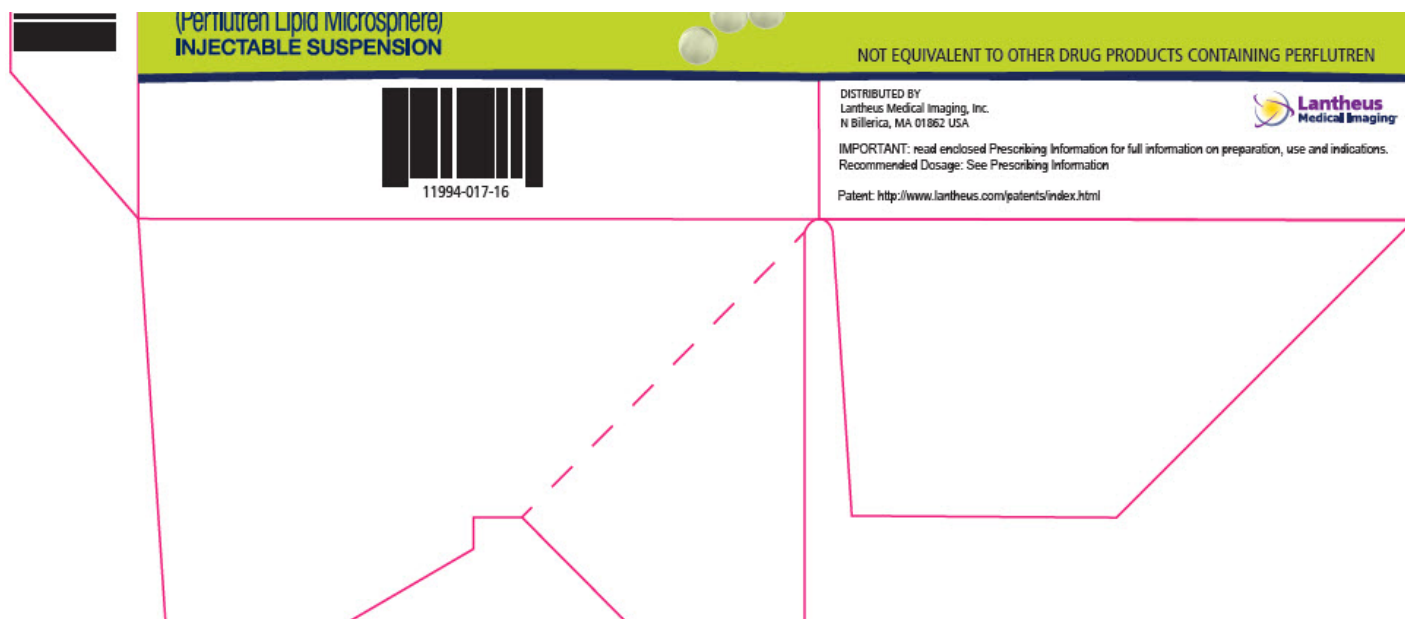 (Perflutren Lipid Microsphere)
INJECTABLE SUSPENSION
NOT EQUIVALENT TO OTHER DRUG PRODUCTS CONTAINING PERFLUTREN
11994-017-16
DISTRIBUTED BY
Lantheus Medical Imaging, Inc.
N Billerica, MA 01862 USA
Lantheus
Medical Imaging
IMPORTANT: read enclosed Prescribing Information for full information on preparation, use and indications.
Recommended Dosage: See Prescribing Information
Patent: http://www.lantheus.com/patents/index.html